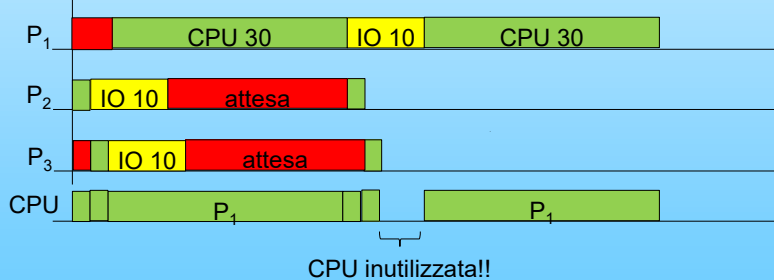 P₁ CPU 30 IO 10 CPU 30
P₂ IO 10 attesa
P₃ IO 10 attesa
CPU P₁ P₁
CPU inutilizzata!!